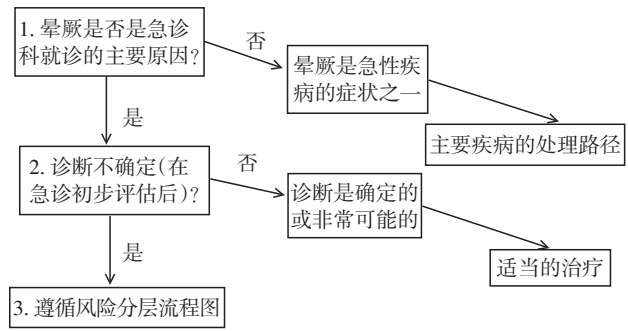 1. 晕厥是否是急诊
科就诊的主要原因?
否
晕厥是急性疾
病的症状之一
主要疾病的处理路径
是
2. 诊断不确定(在
急诊初步评估后)?
否
诊断是确定的
或非常可能的
适当的治疗
是
3. 遵循风险分层流程图